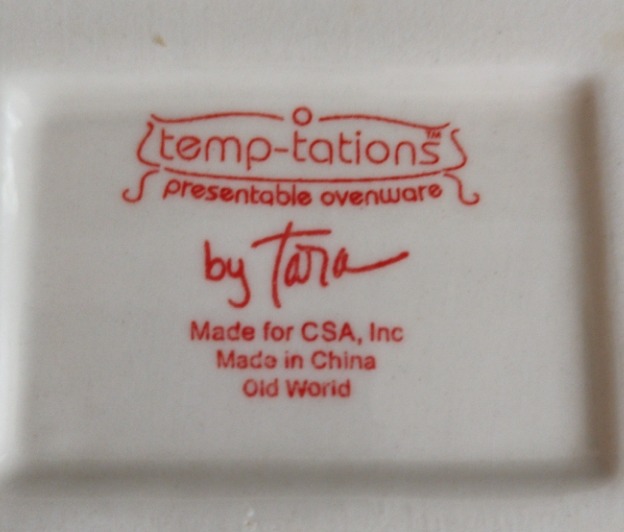 temp-tations™
presentable ovenware
by Tara
Made for CSA, Inc
Made in China
Old World